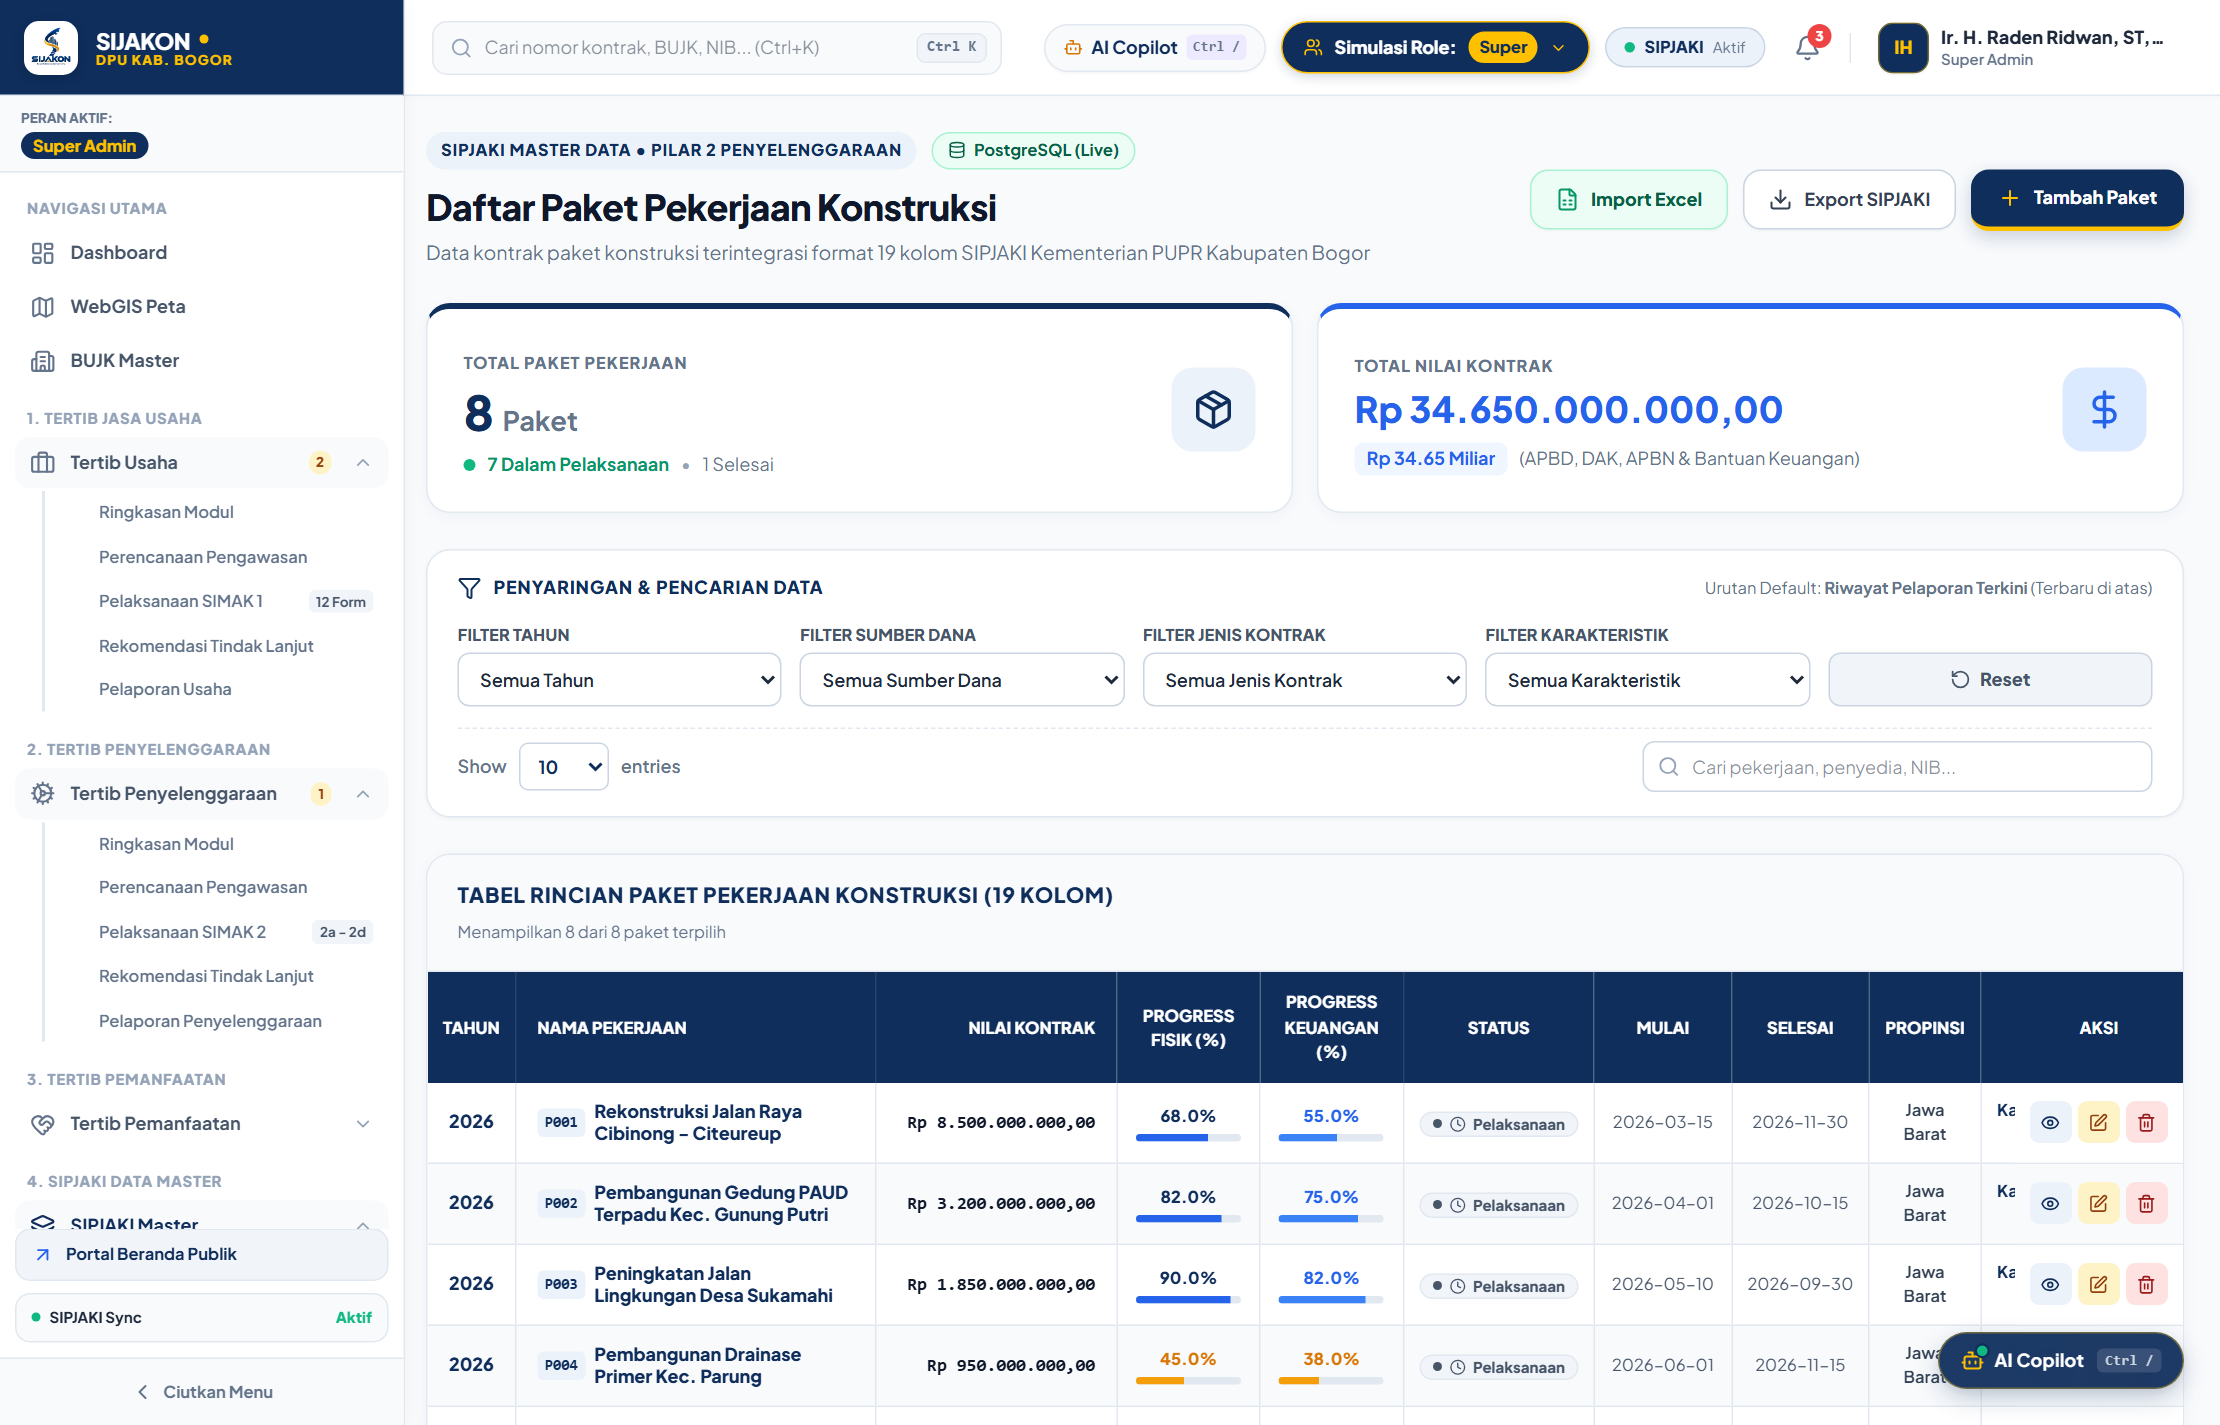 SIJAKON
DPU KAB. BOGOR
SIJAKON
Cari nomor kontrak, BUJK, NIB... (Ctrl+K)
Ctrl K
AI Copilot
Ctrl /
Simulasi Role:
Super
SIPJAKI Aktif
3
IH
Ir. H. Raden Ridwan, ST,...
Super Admin
PERAN AKTIF:
Super Admin
NAVIGASI UTAMA
Dashboard
WebGIS Peta
BUJK Master
1. TERTIB JASA USAHA
Tertib Usaha
2
Ringkasan Modul
Perencanaan Pengawasan
Pelaksanaan SIMAK 1
12 Form
Rekomendasi Tindak Lanjut
Pelaporan Usaha
2. TERTIB PENYELENGGARAAN
Tertib Penyelenggaraan
1
Ringkasan Modul
Perencanaan Pengawasan
Pelaksanaan SIMAK 2
2a - 2d
Rekomendasi Tindak Lanjut
Pelaporan Penyelenggaraan
3. TERTIB PEMANFAATAN
Tertib Pemanfaatan
4. SIPJAKI DATA MASTER
SIPJAKI Master
Portal Beranda Publik
SIPJAKI Sync
Aktif
Ciutkan Menu
SIPJAKI MASTER DATA • PILAR 2 PENYELENGGARAAN
PostgreSQL (Live)
Daftar Paket Pekerjaan Konstruksi
Data kontrak paket konstruksi terintegrasi format 19 kolom SIPJAKI Kementerian PUPR Kabupaten Bogor
Import Excel
Export SIPJAKI
Tambah Paket
TOTAL PAKET PEKERJAAN
8 Paket
7 Dalam Pelaksanaan • 1 Selesai
TOTAL NILAI KONTRAK
Rp 34.650.000.000,00
Rp 34.65 Miliar
(APBD, DAK, APBN & Bantuan Keuangan)
PENYARINGAN & PENCARIAN DATA
Urutan Default: Riwayat Pelaporan Terkini (Terbaru di atas)
FILTER TAHUN
FILTER SUMBER DANA
FILTER JENIS KONTRAK
FILTER KARAKTERISTIK
Semua Tahun
Semua Sumber Dana
Semua Jenis Kontrak
Semua Karakteristik
Reset
Show
10
entries
Cari pekerjaan, penyedia, NIB...
TABEL RINCIAN PAKET PEKERJAAN KONSTRUKSI (19 KOLOM)
Menampilkan 8 dari 8 paket terpilih
TAHUN
NAMA PEKERJAAN
NILAI KONTRAK
PROGRESS
FISIK (%)
PROGRESS
KEUANGAN
(%)
STATUS
MULAI
SELESAI
PROPINSI
AKSI
2026
P001
Rekonstruksi Jalan Raya
Cibinong – Citeureup
Rp 8.500.000.000,00
68.0%
55.0%
Pelaksanaan
2026-03-15
2026-11-30
Jawa
Barat
Ka
2026
P002
Pembangunan Gedung PAUD
Terpadu Kec. Gunung Putri
Rp 3.200.000.000,00
82.0%
75.0%
Pelaksanaan
2026-04-01
2026-10-15
Jawa
Barat
Ka
2026
P003
Peningkatan Jalan
Lingkungan Desa Sukamahi
Rp 1.850.000.000,00
90.0%
82.0%
Pelaksanaan
2026-05-10
2026-09-30
Jawa
Barat
Ka
2026
P004
Pembangunan Drainase
Primer Kec. Parung
Rp 950.000.000,00
45.0%
38.0%
Pelaksanaan
2026-06-01
2026-11-15
Jawa
Barat
AI Copilot
Ctrl /